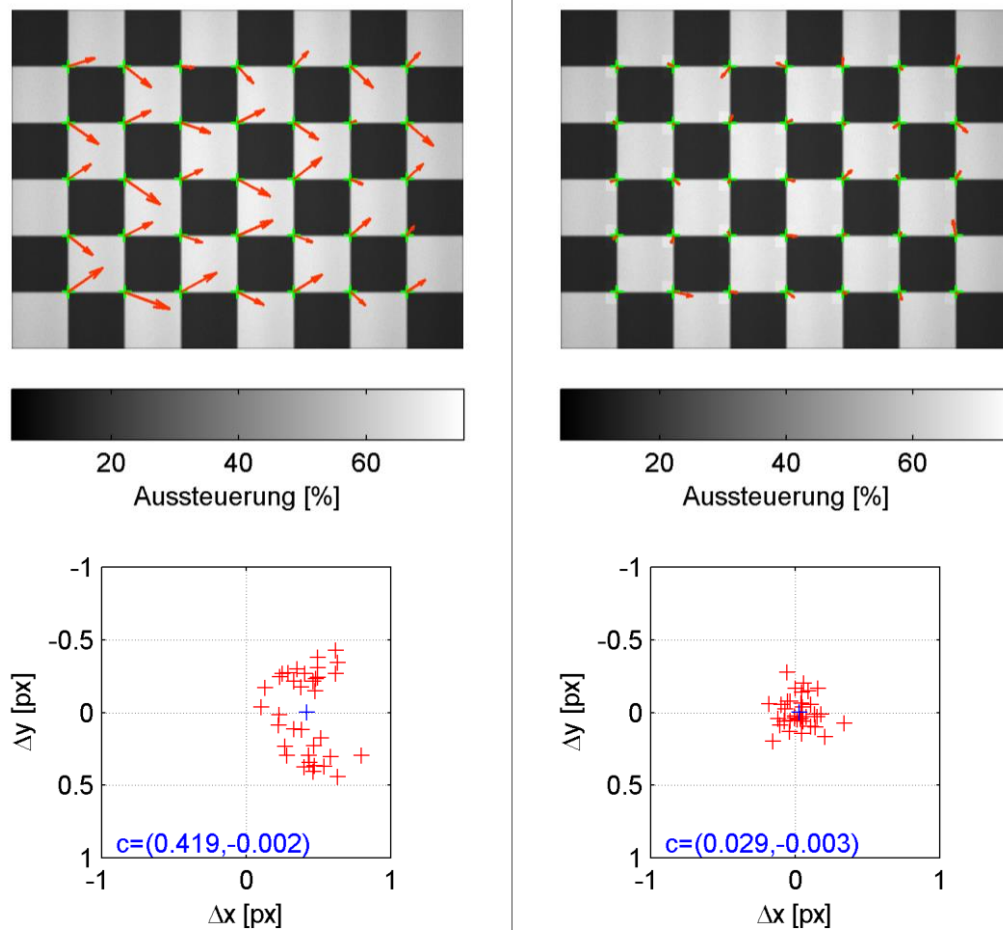 20 40 60
Aussteuerung [%]
-1
-0.5
Δy [px]
0
0.5
c=(0.419,-0.002)
1
-1 0 1
Δx [px]
20 40 60
Aussteuerung [%]
-1
-0.5
Δy [px]
0
0.5
c=(0.029,-0.003)
1
-1 0 1
Δx [px]